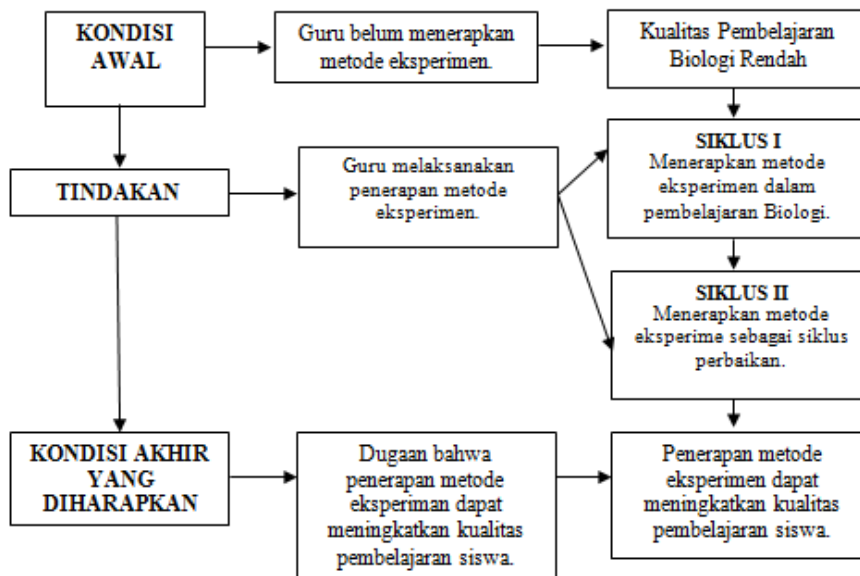 KONDISI
AWAL
Guru belum menerapkan
metode eksperimen.
Kualitas Pembelajaran
Biologi Rendah
TINDAKAN
Guru melaksanakan
penerapan metode
eksperimen.
SIKLUS I
Menerapkan metode
eksperimen dalam
pembelajaran Biologi.
SIKLUS II
Menerapkan metode
eksperime sebagai siklus
perbaikan.
KONDISI AKHIR
YANG
DIHARAPKAN
Dugaan bahwa
penerapan metode
eksperiman dapat
meningkatkan kualitas
pembelajaran siswa.
Penerapan metode
eksperimen dapat
meningkatkan kualitas
pembelajaran siswa.